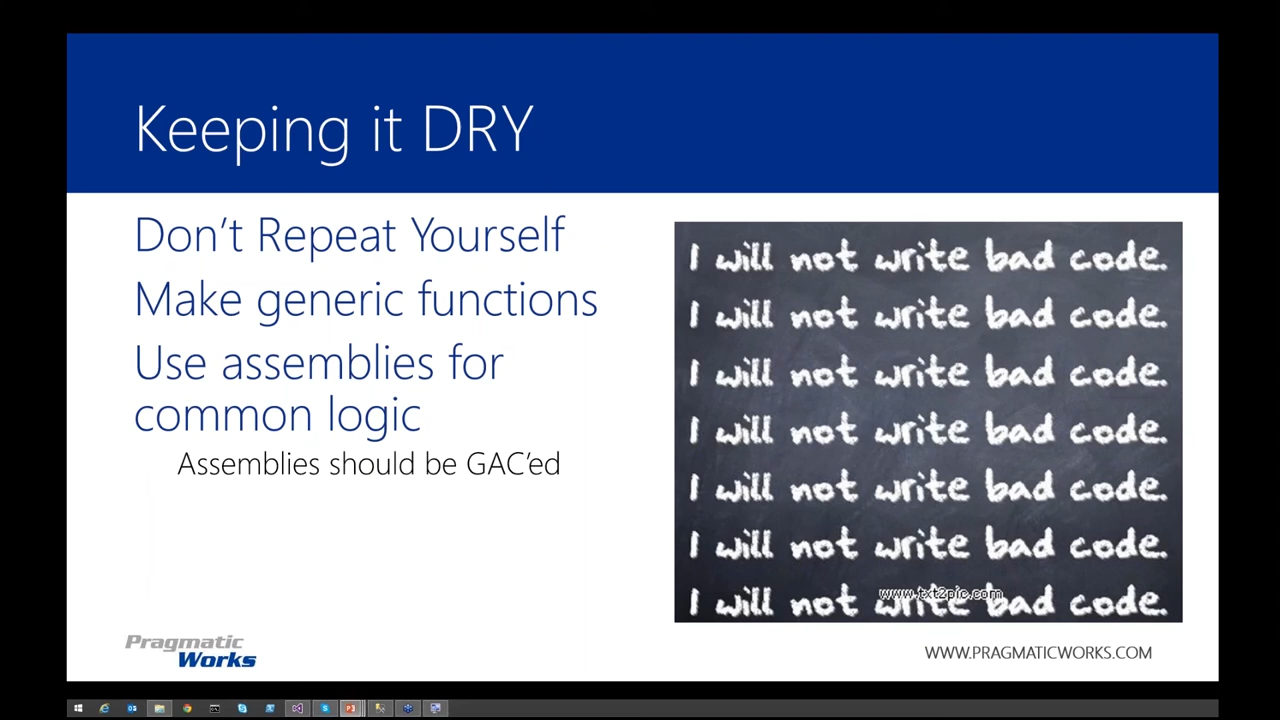 Keeping it DRY
Don't Repeat Yourself
Make generic functions
Use assemblies for
common logic
Assemblies should be GAC'ed
I will not write bad code.
I will not write bad code.
I will not write bad code.
I will not write bad code.
I will not write bad code.
I will not write bad code.
I will not write bad code.
www.txt2pic.com
Pragmatic
Works
WWW.PRAGMATICWORKS.COM